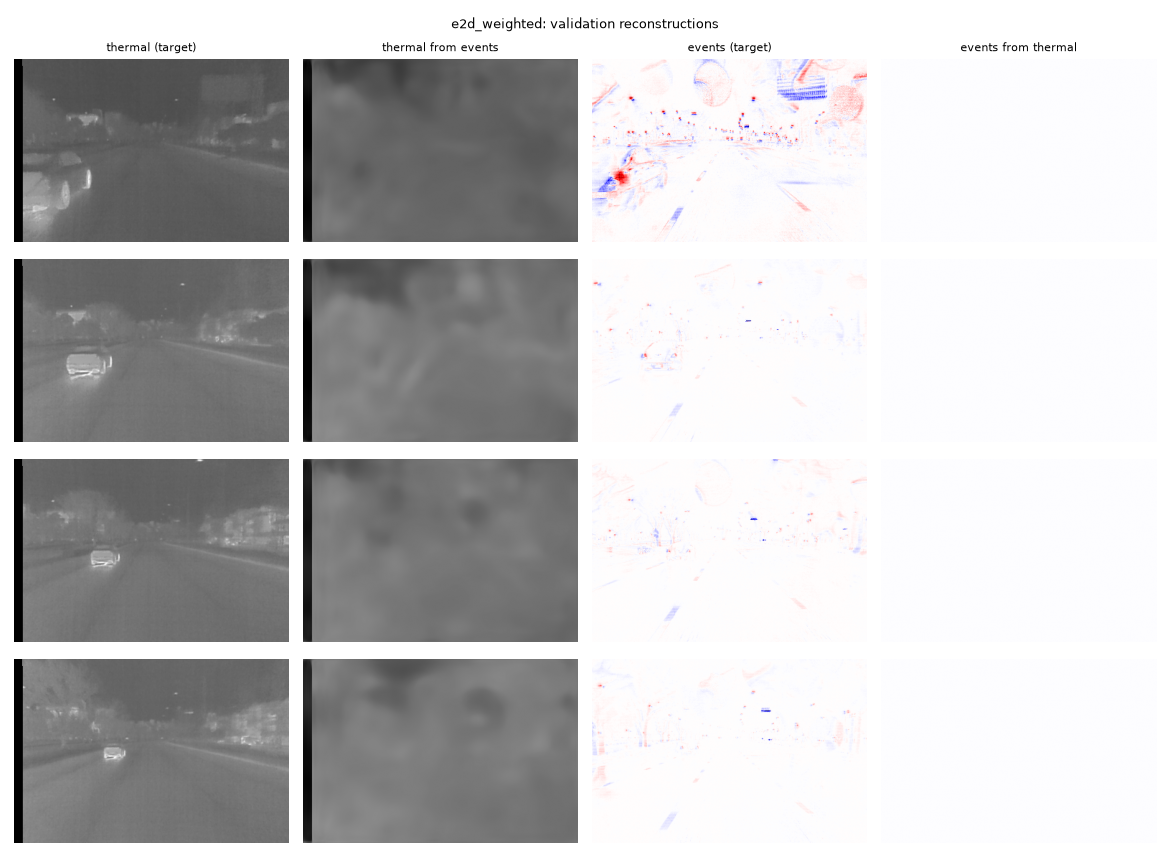 e2d_weighted: validation reconstructions
thermal (target)
thermal from events
events (target)
events from thermal